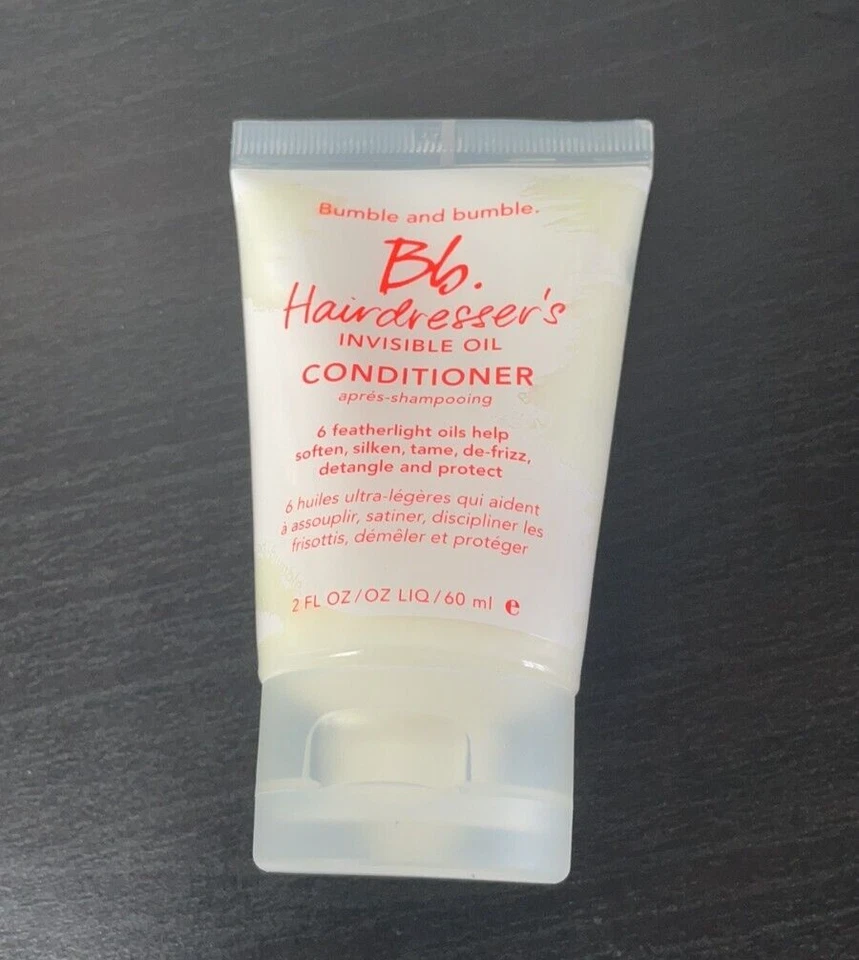 Bumble and bumble.
Bb.
Hairdresser's
INVISIBLE OIL
CONDITIONER
après-shampooing
6 featherlight oils help
soften, silken, tame, de-frizz,
detangle and protect
6 huiles ultra-légères qui aident
à assouplir, satiner, discipliner les
frisottis, démêler et protéger
2 FL OZ/OZ LIQ/60 ml ℮